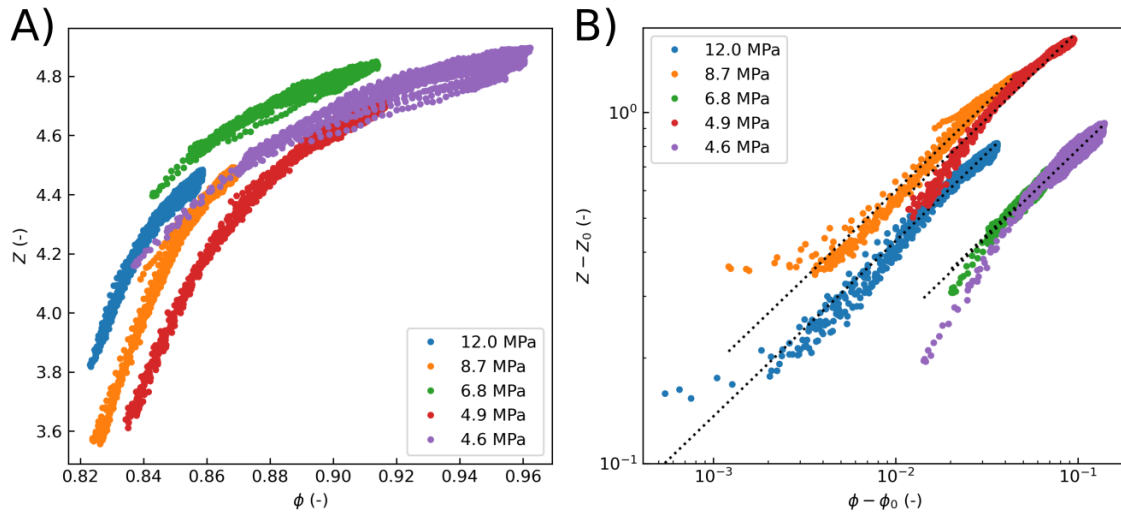 A)
Z (-)
4.8
4.6
4.4
4.2
4.0
3.8
3.6
0.82 0.84 0.86 0.88 0.90 0.92 0.94 0.96
ϕ (-)
12.0 MPa
8.7 MPa
6.8 MPa
4.9 MPa
4.6 MPa
B)
Z − Z₀ (-)
10⁰
10⁻¹
10⁻³ 10⁻² 10⁻¹
ϕ − ϕ₀ (-)
12.0 MPa
8.7 MPa
6.8 MPa
4.9 MPa
4.6 MPa